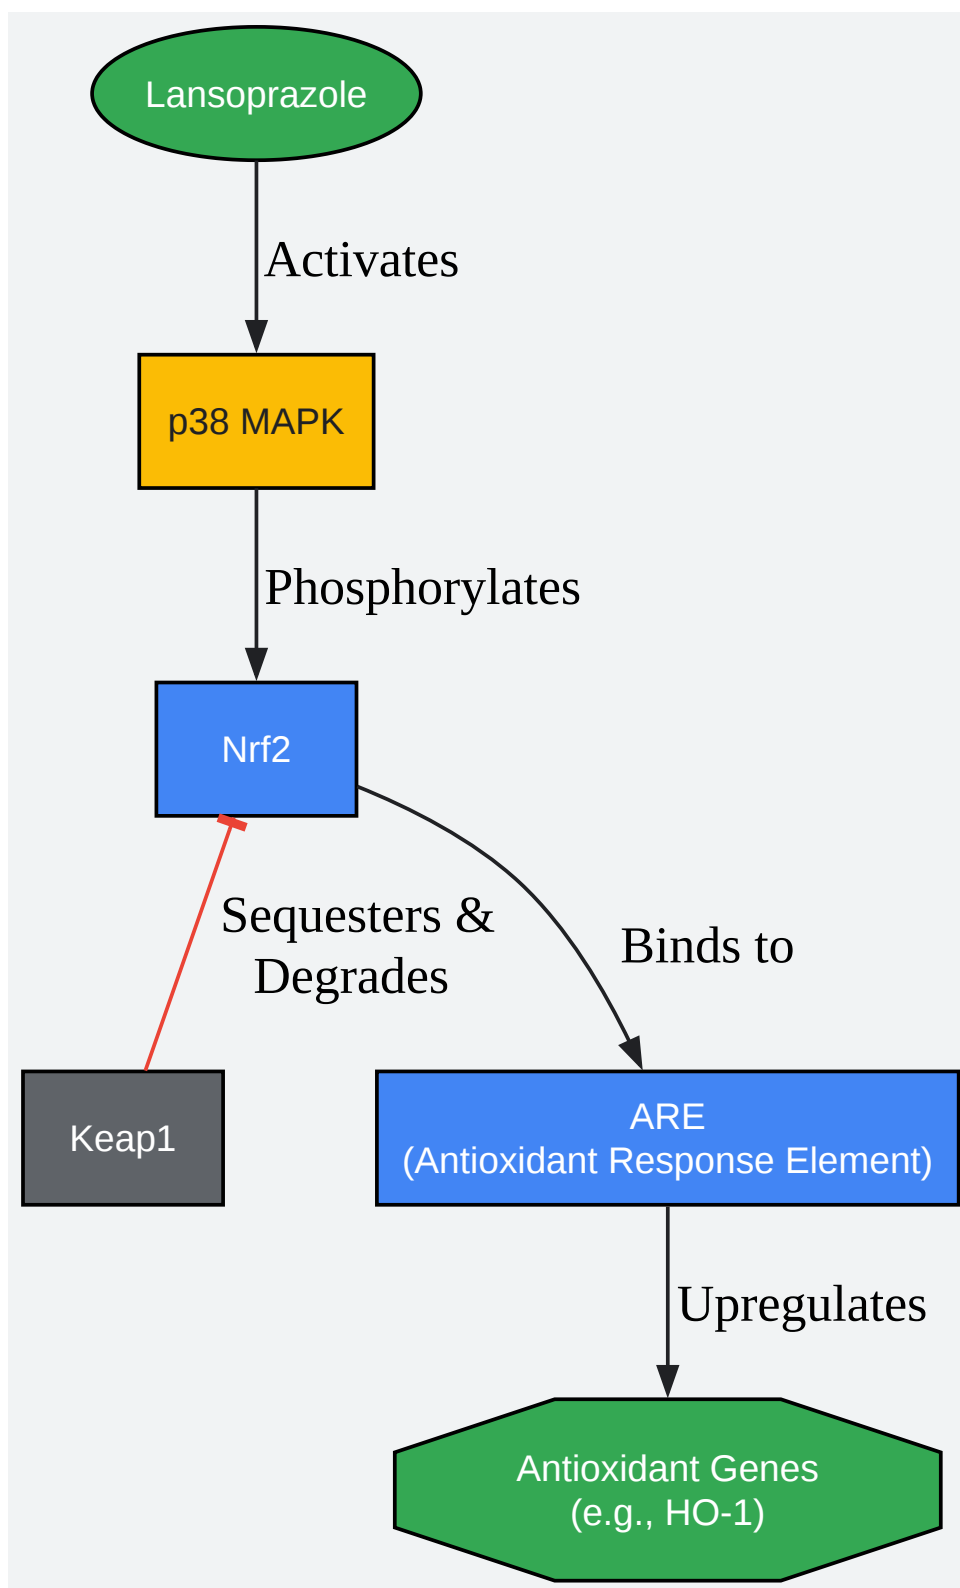 Lansoprazole
Activates
p38 MAPK
Phosphorylates
Nrf2
Sequesters &
Degrades
Binds to
Keap1
ARE
(Antioxidant Response Element)
Upregulates
Antioxidant Genes
(e.g., HO-1)